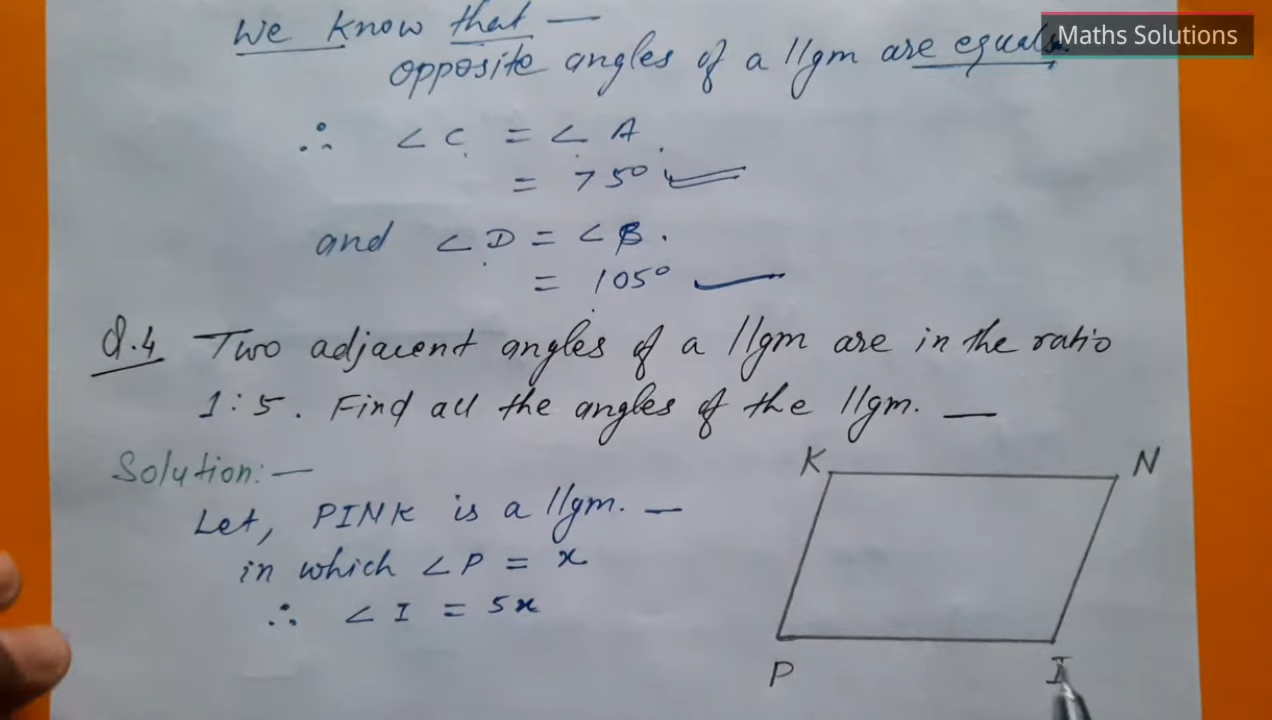 We know that —
Maths Solutions
opposite angles of a ||gm are equals.
∴ ∠C = ∠A.
= 75°
and ∠D = ∠B.
= 105°
Q.4 Two adjacent angles of a ||gm are in the ratio
1:5. Find all the angles of the ||gm. —
Solution:—
Let, PINK is a ||gm. —
in which ∠P = x
∴ ∠I = 5x
K N
P I